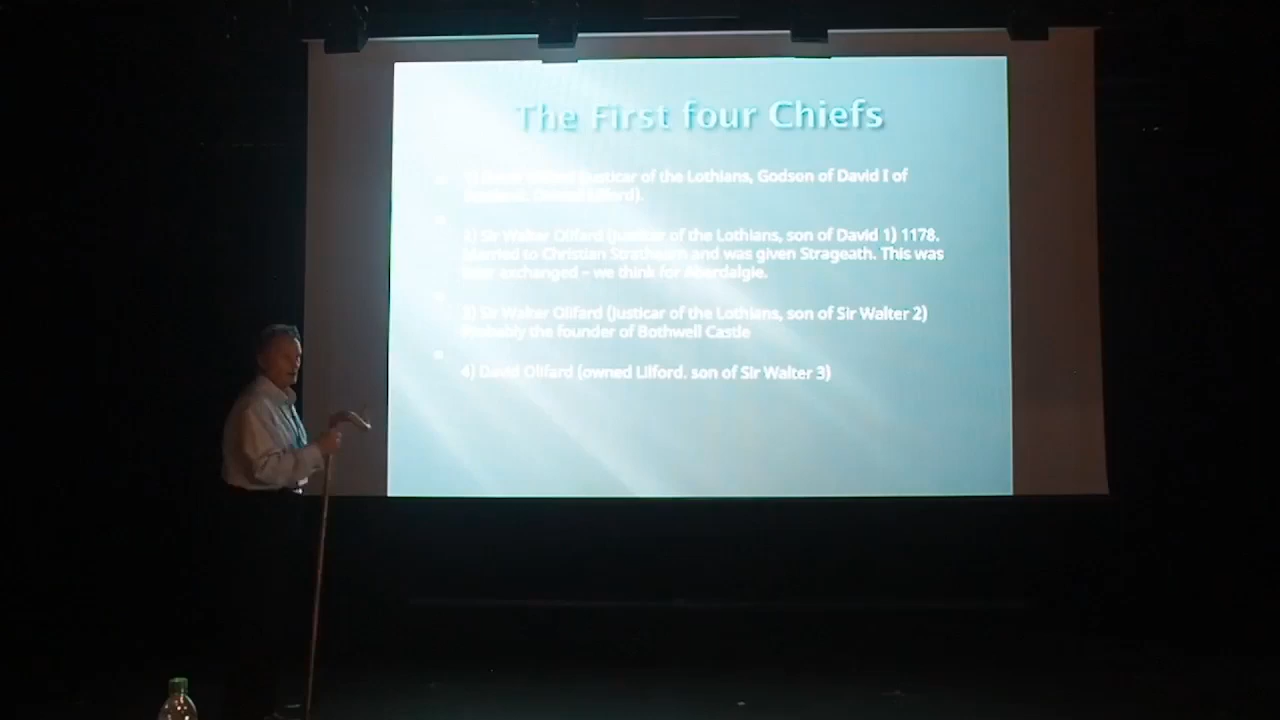 The First four Chiefs
1) David Olifard (Justicar of the Lothians, Godson of David I of
2) Sir Walter Olifard (Justicar of the Lothians, son of David 1) 1178.
Married to Christian Strathearn and was given Strageath. This was
later exchanged – we think for Aberdalgie.
3) Sir Walter Olifard (Justicar of the Lothians, son of Sir Walter 2)
Probably the founder of Bothwell Castle
4) David Olifard (owned Lilford. son of Sir Walter 3)